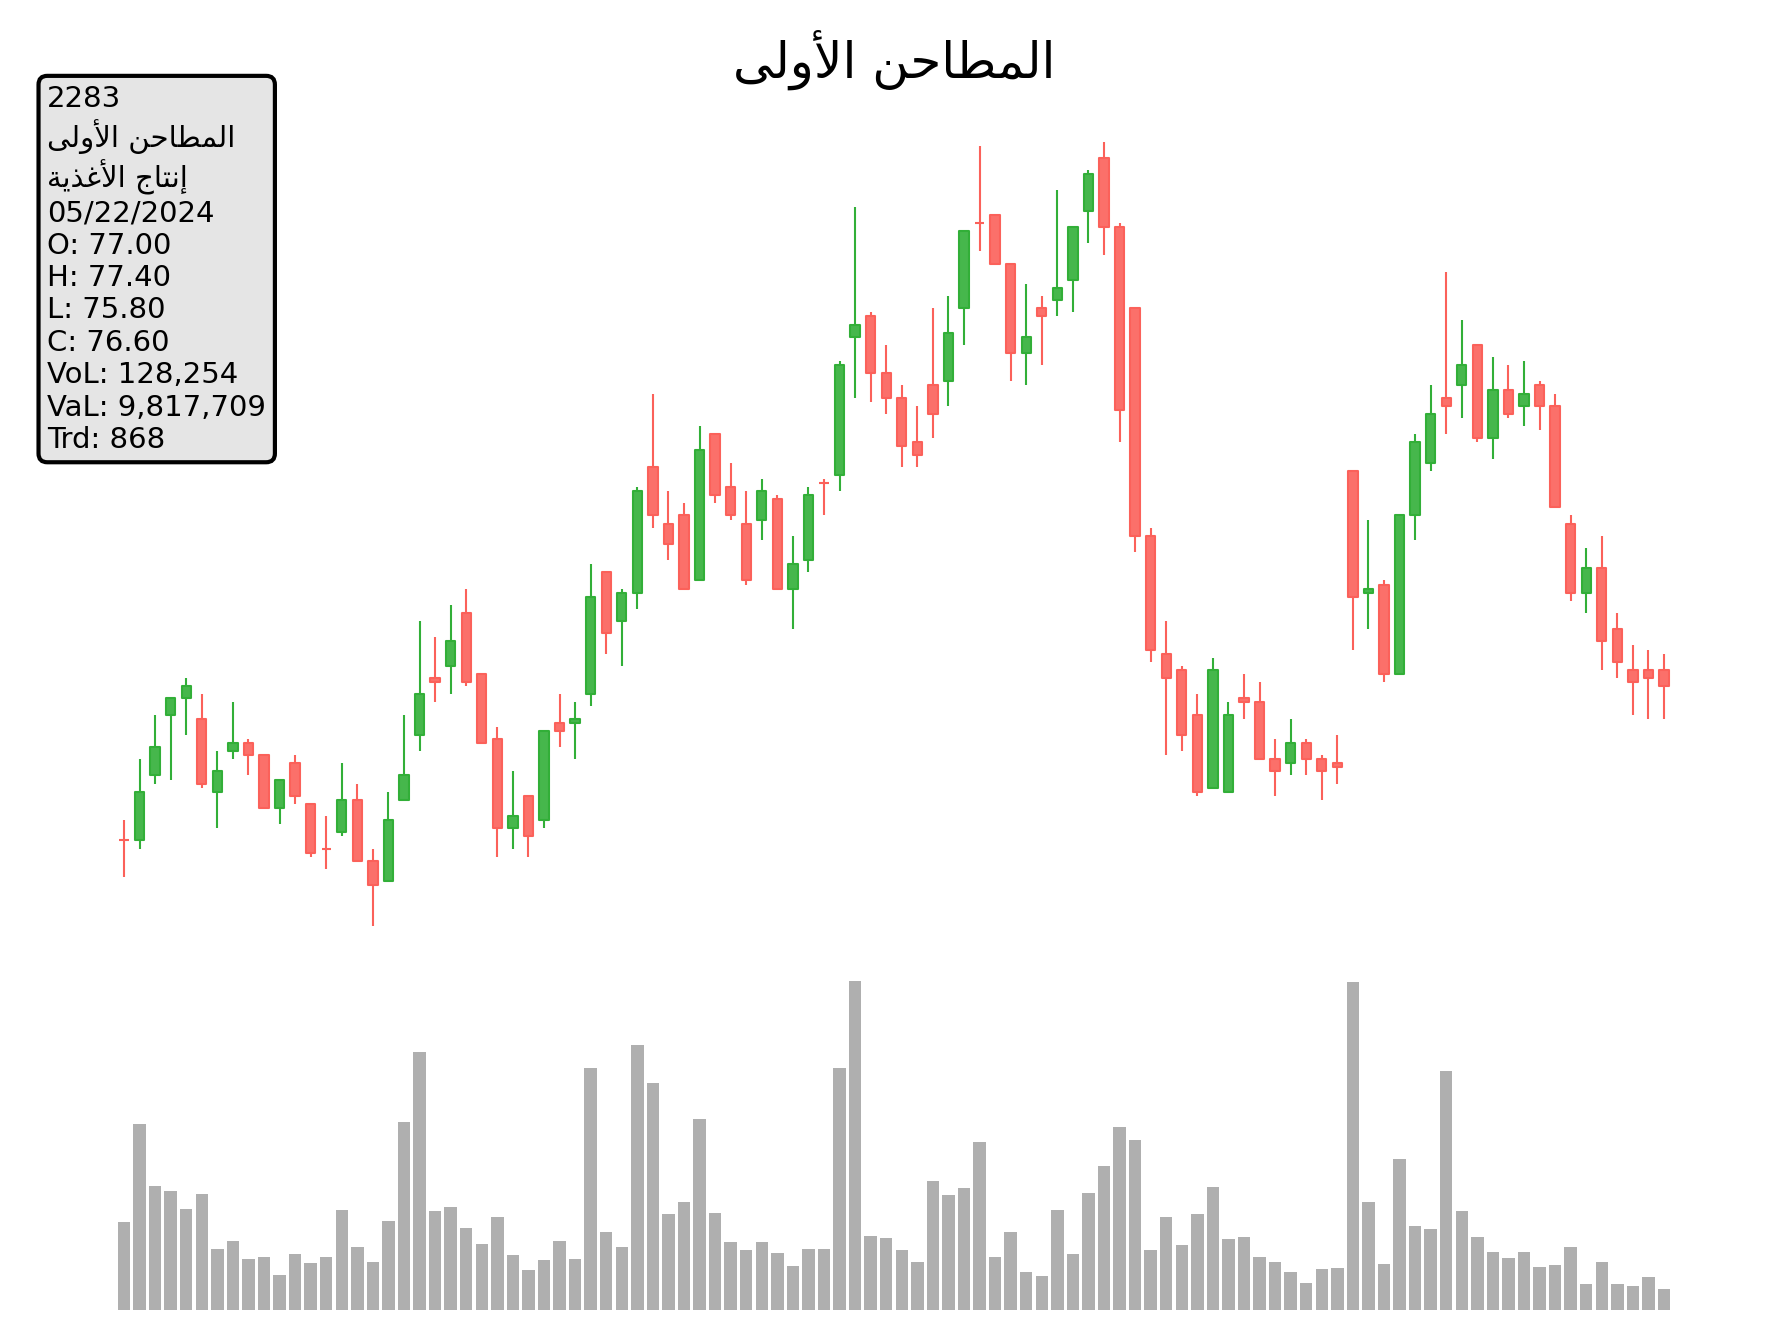 المطاحن الأولى
2283
المطاحن الأولى
إنتاج الأغذية
05/22/2024
O: 77.00
H: 77.40
L: 75.80
C: 76.60
VoL: 128,254
VaL: 9,817,709
Trd: 868